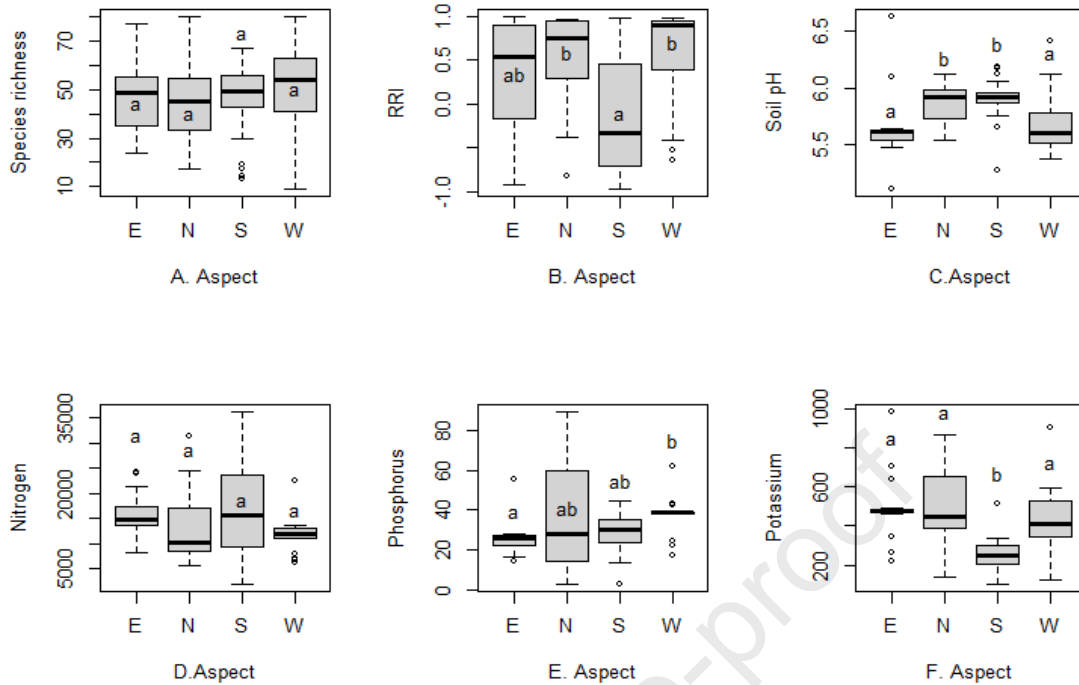 Species richness
70
50
30
10
a
a
a
a
E N S W
A. Aspect
RRI
1.0
0.5
0.0
-1.0
ab
b
a
b
E N S W
B. Aspect
Soil pH
6.5
6.0
5.5
a
b
b
a
E N S W
C.Aspect
Nitrogen
35000
20000
5000
a
a
a
a
E N S W
D.Aspect
Phosphorus
80
60
40
20
0
a
ab
ab
b
E N S W
E. Aspect
Potassium
1000
600
200
a
a
b
a
E N S W
F. Aspect
-proof